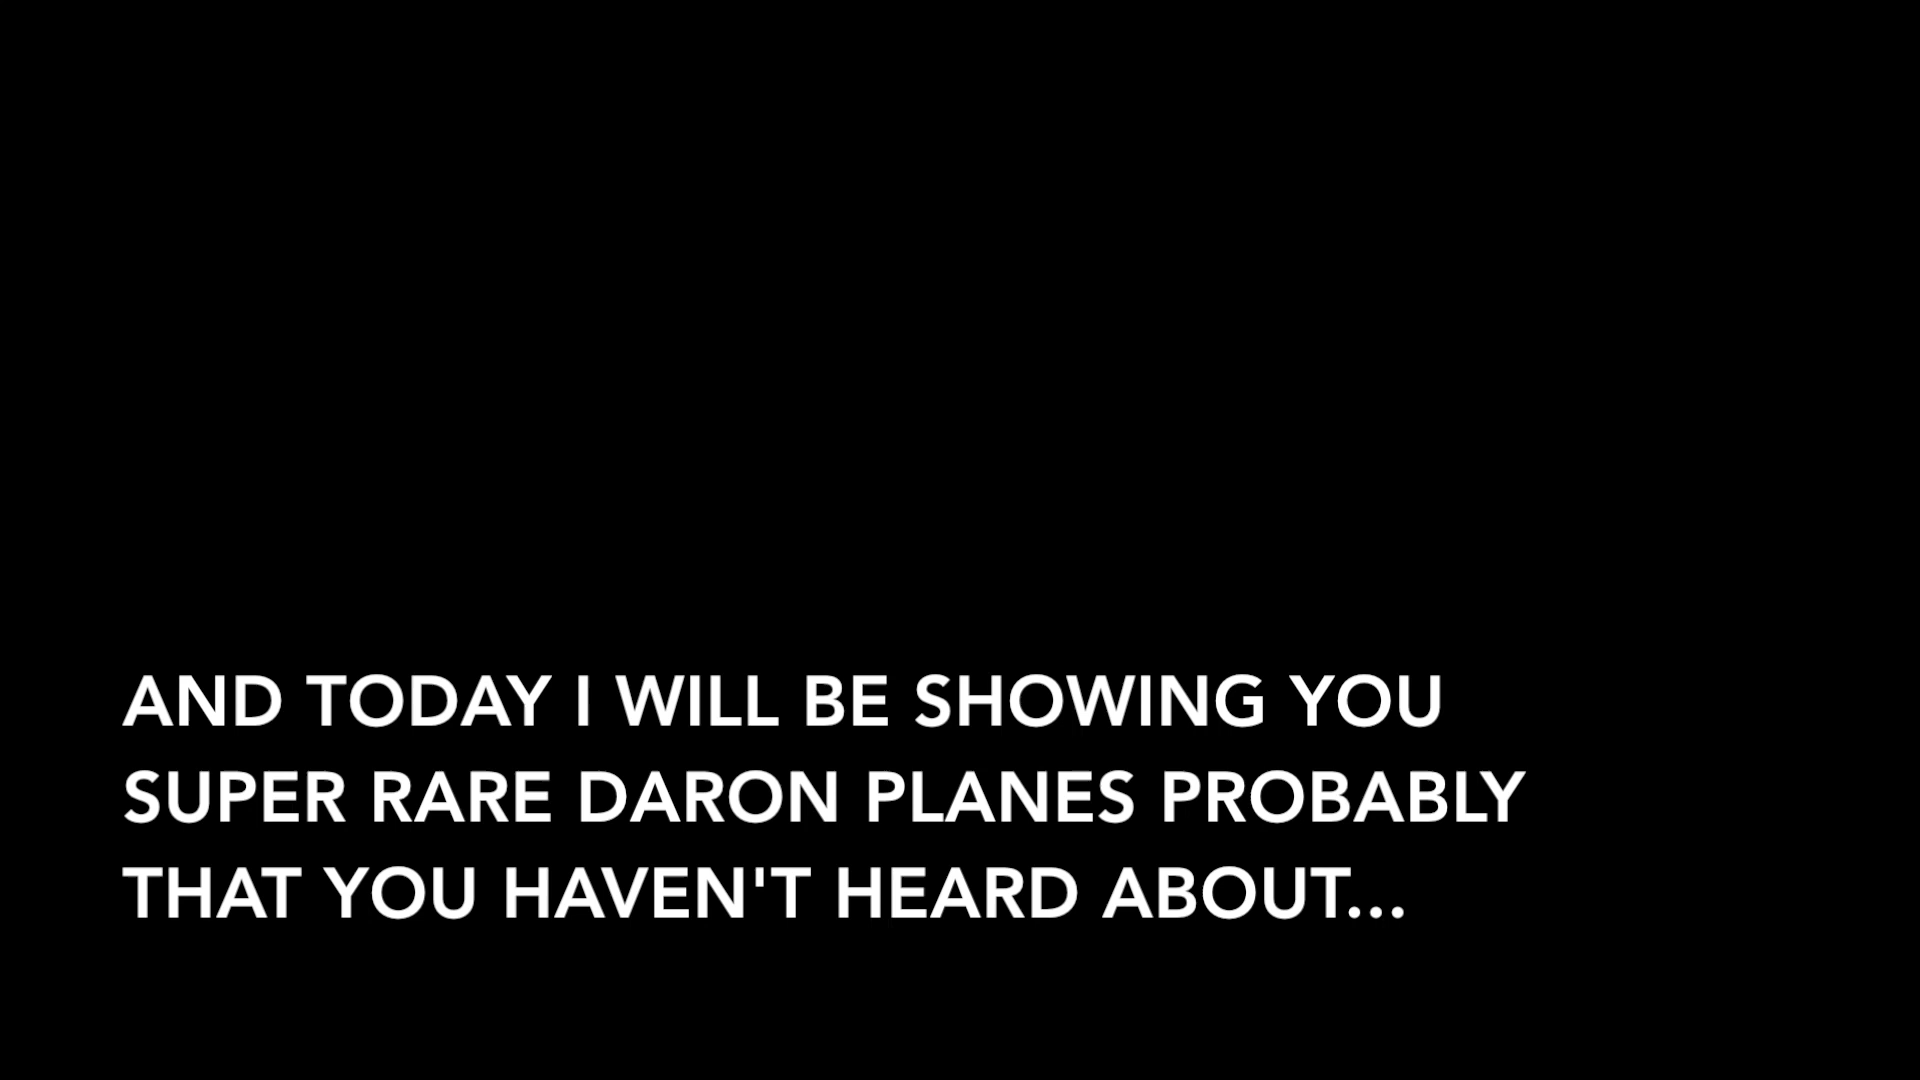 AND TODAY I WILL BE SHOWING YOU
SUPER RARE DARON PLANES PROBABLY
THAT YOU HAVEN'T HEARD ABOUT...